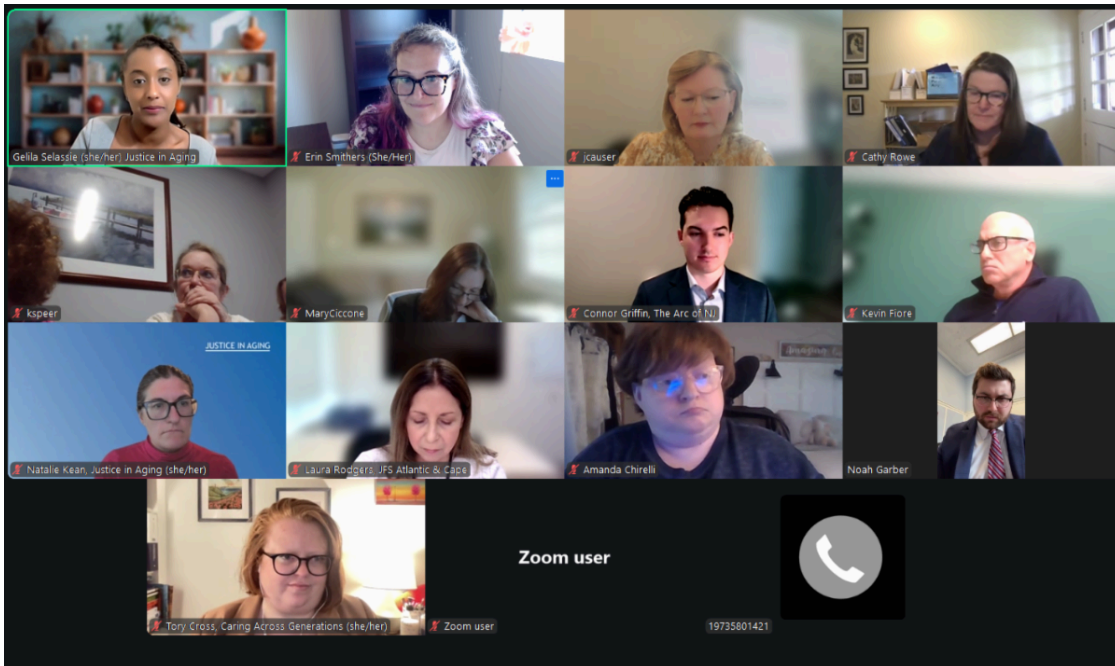 Gelila Selassie (she/her) Justice in Aging
Erin Smithers (She/Her)
jcauser
Cathy Rowe
kspeer
MaryCiccone
Connor Griffin, The Arc of NJ
Kevin Fiore
JUSTICE IN AGING
Natalie Kean, Justice in Aging (she/her)
Laura Rodgers, JFS Atlantic & Cape
Amanda Chirelli
Noah Garber
Tory Cross, Caring Across Generations (she/her)
Zoom user
Zoom user
19735801421